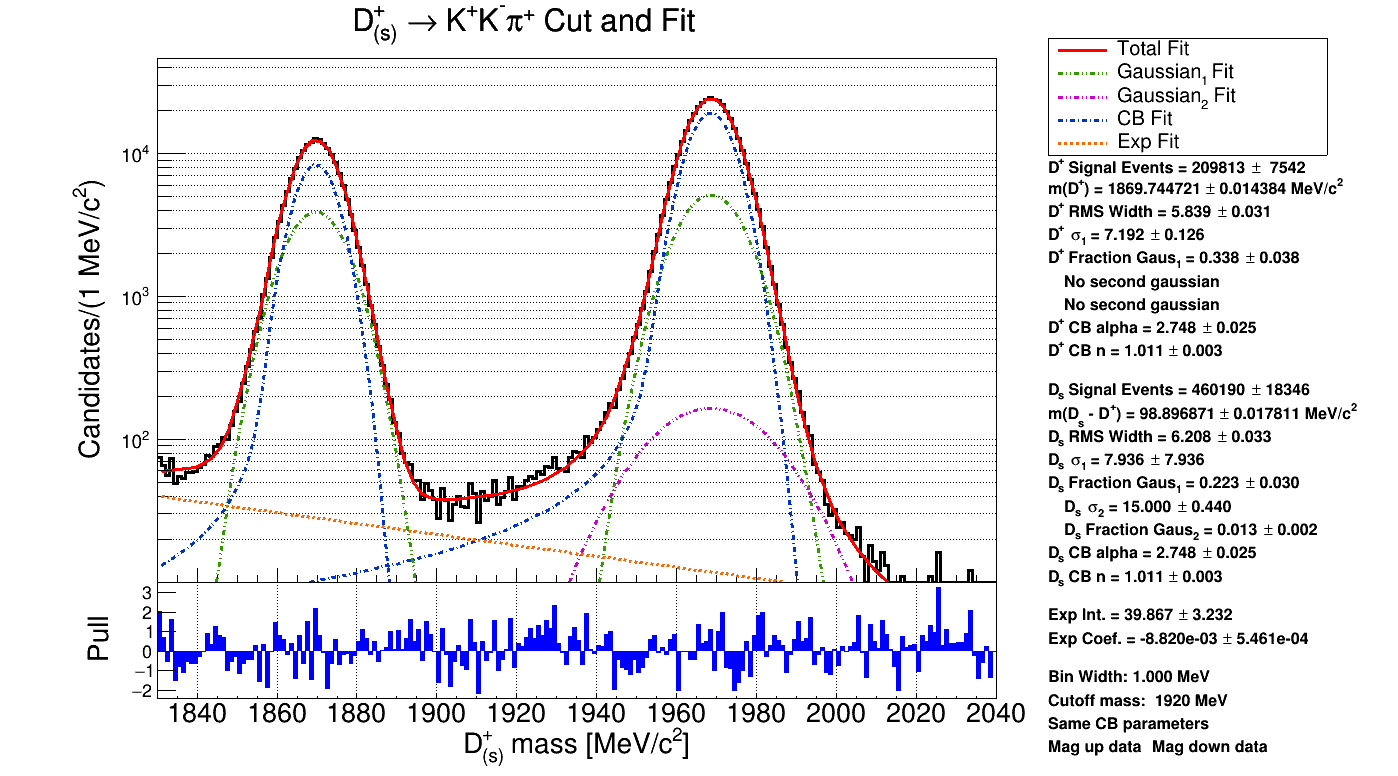 D⁺₍ₛ₎ → K⁺K⁻π⁺ Cut and Fit
Candidates/(1 MeV/c²)
10⁴
10³
10²
Total Fit
Gaussian₁ Fit
Gaussian₂ Fit
CB Fit
Exp Fit
D⁺ Signal Events = 209813 ± 7542
m(D⁺) = 1869.744721 ± 0.014384 MeV/c²
D⁺ RMS Width = 5.839 ± 0.031
D⁺ σ₁ = 7.192 ± 0.126
D⁺ Fraction Gaus₁ = 0.338 ± 0.038
No second gaussian
No second gaussian
D⁺ CB alpha = 2.748 ± 0.025
D⁺ CB n = 1.011 ± 0.003
Dₛ Signal Events = 460190 ± 18346
m(Dₛ - D⁺) = 98.896871 ± 0.017811 MeV/c²
Dₛ RMS Width = 6.208 ± 0.033
Dₛ σ₁ = 7.936 ± 7.936
Dₛ Fraction Gaus₁ = 0.223 ± 0.030
Dₛ σ₂ = 15.000 ± 0.440
Dₛ Fraction Gaus₂ = 0.013 ± 0.002
Dₛ CB alpha = 2.748 ± 0.025
Dₛ CB n = 1.011 ± 0.003
Exp Int. = 39.867 ± 3.232
Exp Coef. = -8.820e-03 ± 5.461e-04
Bin Width: 1.000 MeV
Cutoff mass: 1920 MeV
Same CB parameters
Mag up data Mag down data
Pull
3
2
1
0
−1
−2
1840 1860 1880 1900 1920 1940 1960 1980 2000 2020 2040
D⁺₍ₛ₎ mass [MeV/c²]